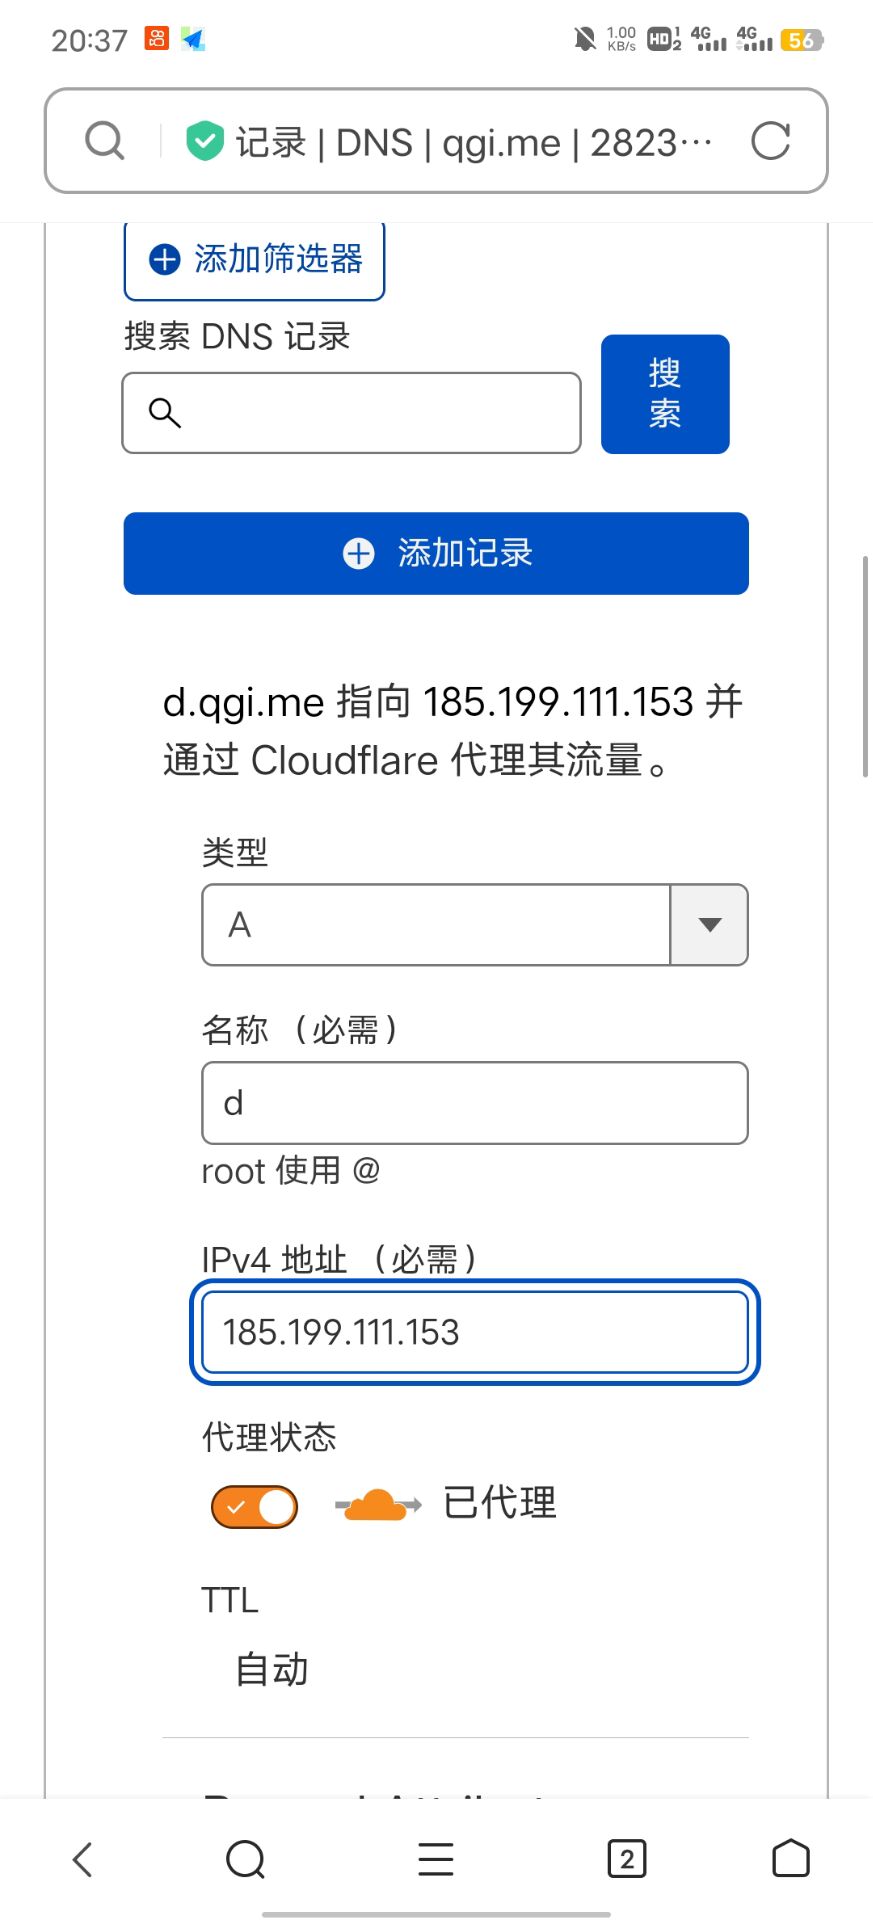 20:37
1.00 KB/s HD 1 2 4G 4G 56
记录 | DNS | qgi.me | 2823···
添加筛选器
搜索 DNS 记录
搜
索
添加记录
d.qgi.me 指向 185.199.111.153 并
通过 Cloudflare 代理其流量。
类型
A
名称 （必需）
d
root 使用 @
IPv4 地址 （必需）
185.199.111.153
代理状态
已代理
TTL
自动
2